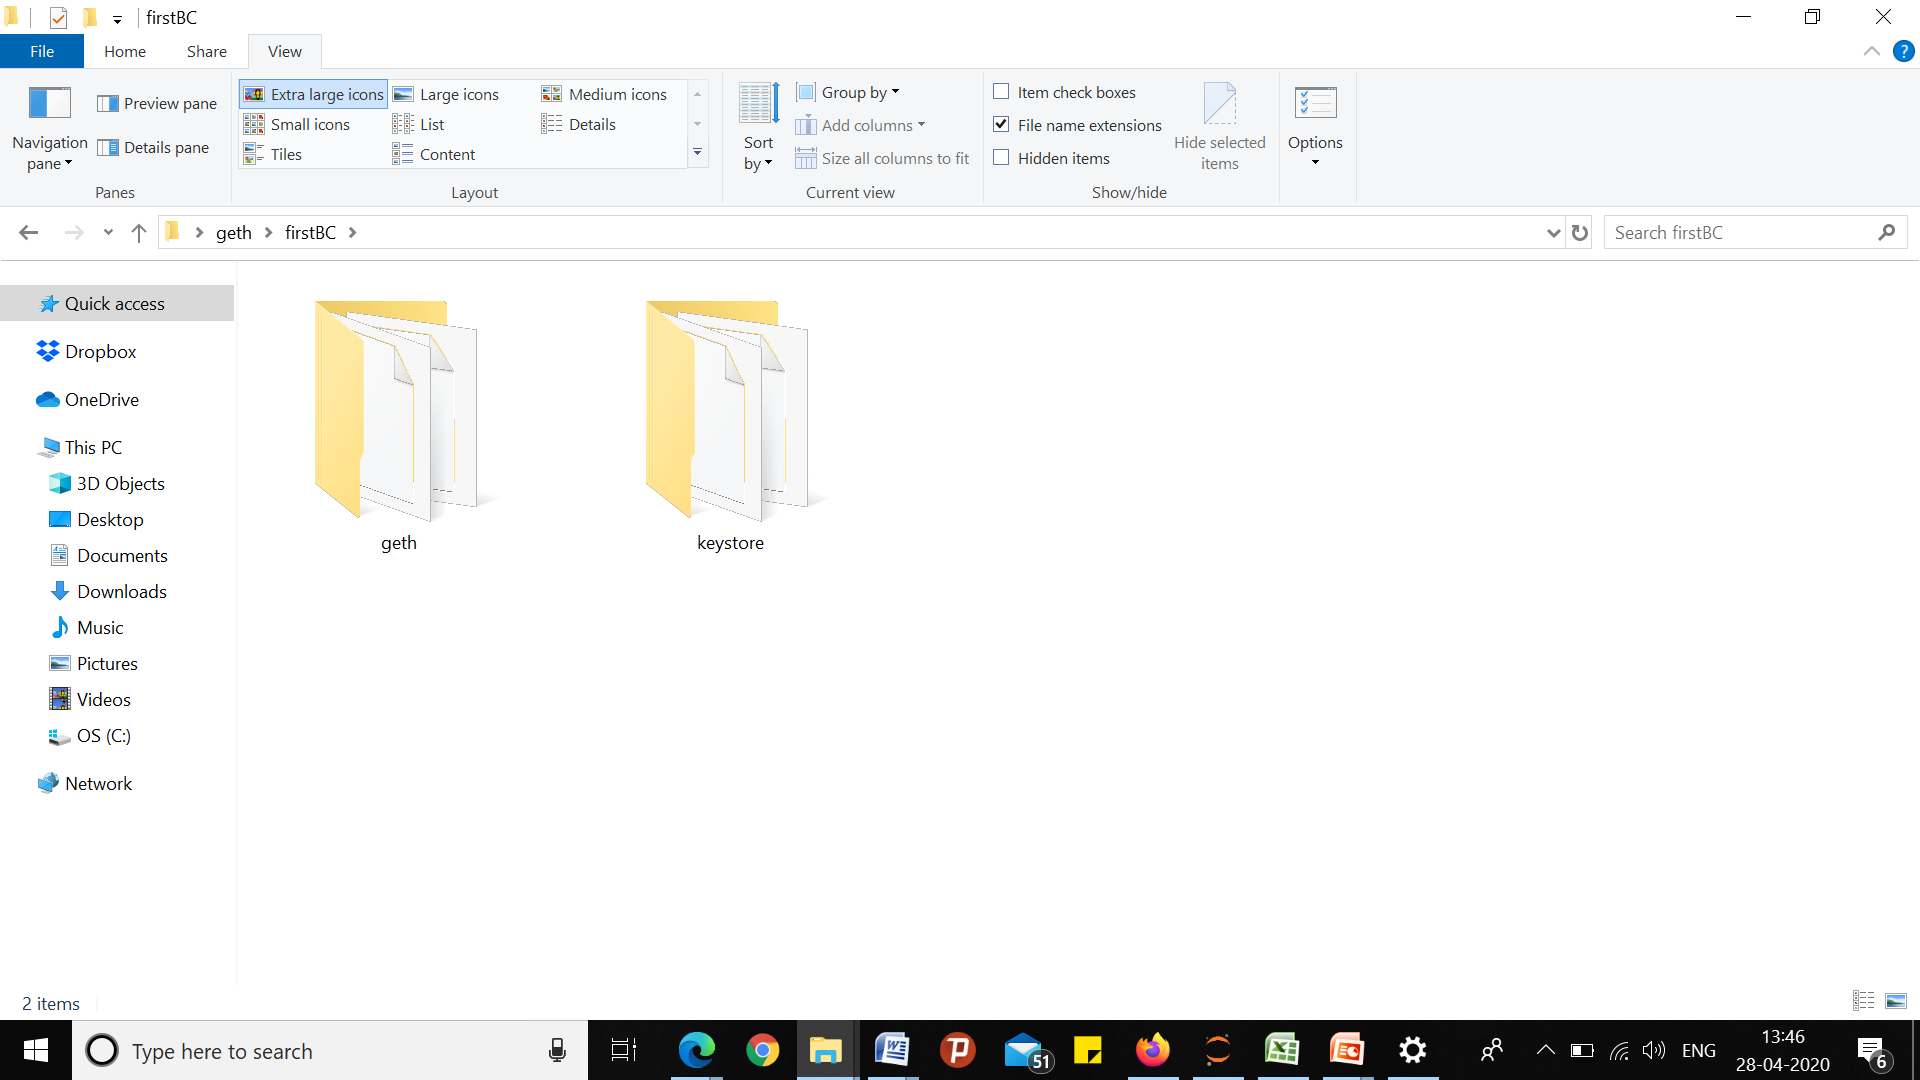 firstBC
File Home Share View
Navigation pane
Preview pane
Details pane
Panes
Extra large icons Large icons Medium icons
Small icons List Details
Tiles Content
Layout
Sort by
Group by
Add columns
Size all columns to fit
Current view
Item check boxes
File name extensions
Hidden items
Hide selected items
Show/hide
Options
geth firstBC
Search firstBC
Quick access
Dropbox
OneDrive
This PC
3D Objects
Desktop
Documents
Downloads
Music
Pictures
Videos
OS (C:)
Network
geth keystore
2 items
Type here to search
51
ENG
13:46
28-04-2020
6